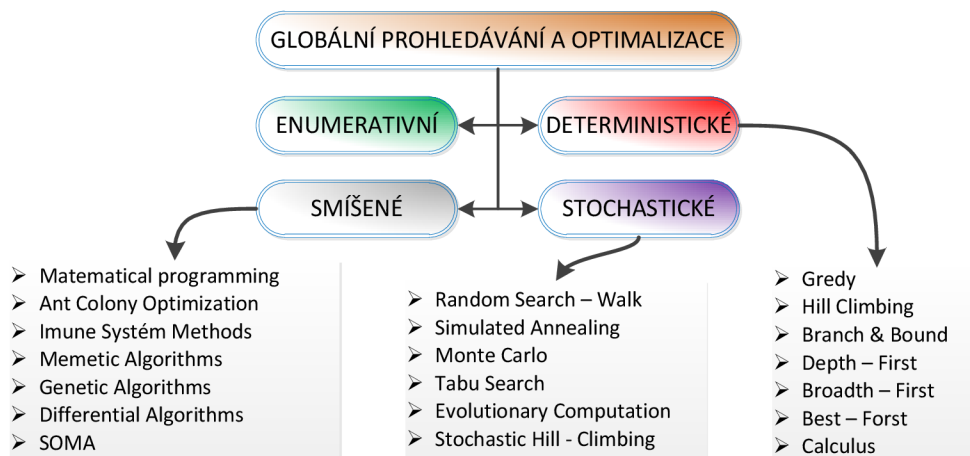 GLOBÁLNÍ PROHLEDÁVÁNÍ A OPTIMALIZACE
ENUMERATIVNÍ
DETERMINISTICKÉ
SMÍŠENÉ
STOCHASTICKÉ
Matematical programming
Ant Colony Optimization
Imune Systém Methods
Memetic Algorithms
Genetic Algorithms
Differential Algorithms
SOMA
Random Search – Walk
Simulated Annealing
Monte Carlo
Tabu Search
Evolutionary Computation
Stochastic Hill - Climbing
Gredy
Hill Climbing
Branch & Bound
Depth – First
Broadth – First
Best – Forst
Calculus